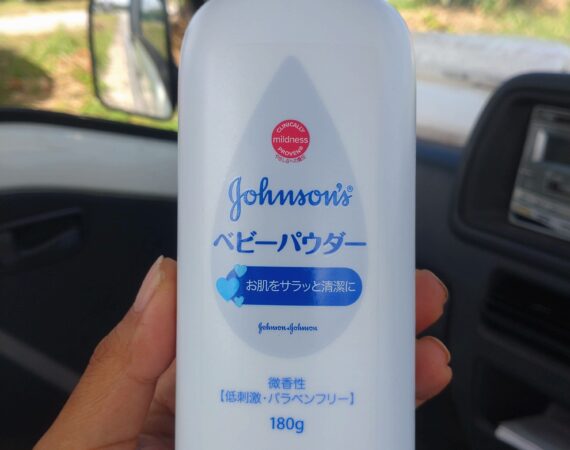 CLINICALLY
mildness
PROVEN
Johnson's®
ベビーパウダー
お肌をサラッと清潔に
Johnson & Johnson
微香性
【低刺激・パラベンフリー】
180g